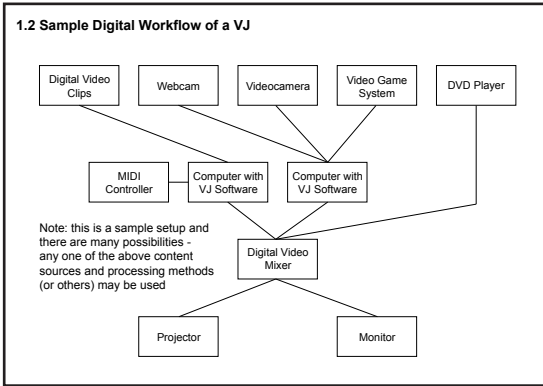 1.2 Sample Digital Workflow of a VJ
Digital Video
Clips
Webcam
Videocamera
Video Game
System
DVD Player
MIDI
Controller
Computer with
VJ Software
Computer with
VJ Software
Note: this is a sample setup and
there are many possibilities -
any one of the above content
sources and processing methods
(or others) may be used
Digital Video
Mixer
Projector
Monitor